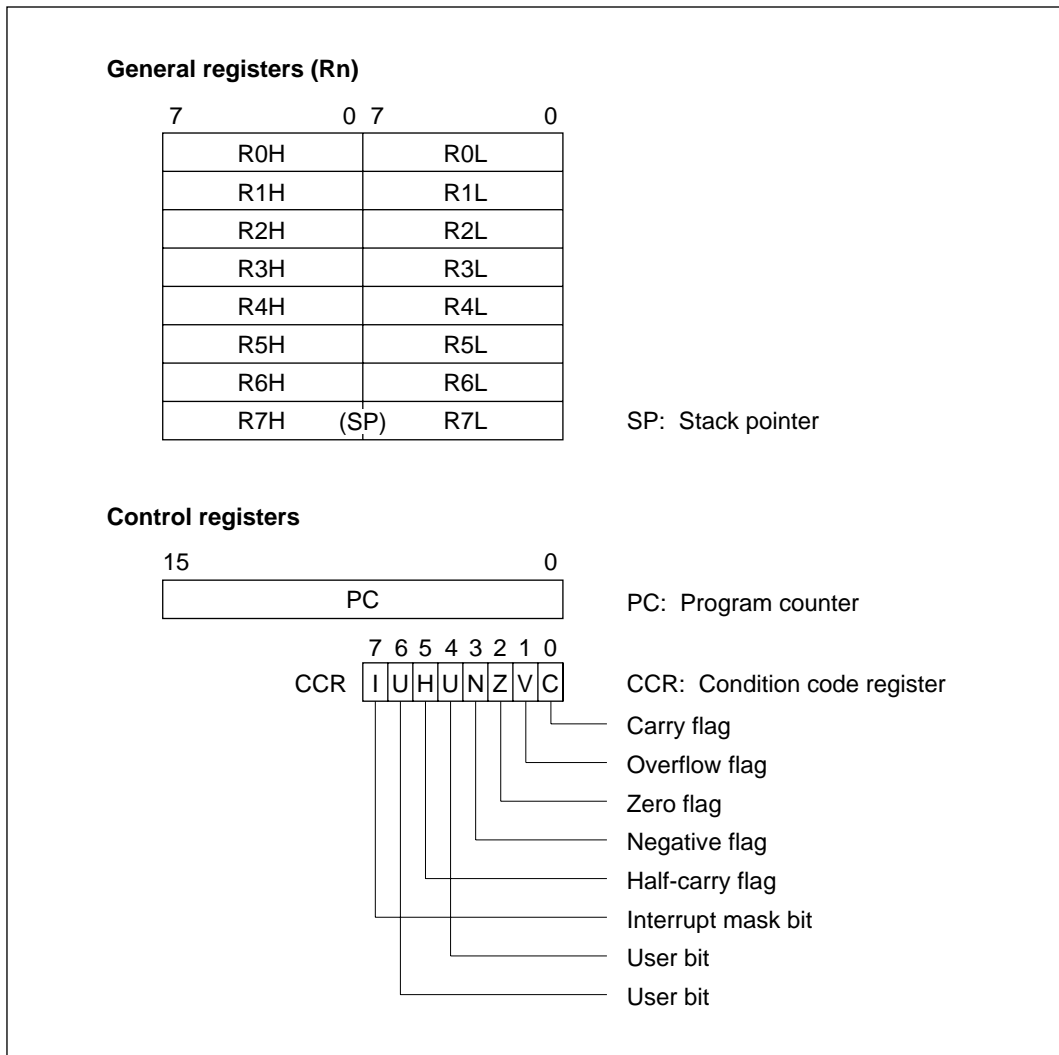 General registers (Rn)
7 0 7 0
R0H R0L
R1H R1L
R2H R2L
R3H R3L
R4H R4L
R5H R5L
R6H R6L
R7H (SP) R7L SP: Stack pointer
Control registers
15 0
PC PC: Program counter
7 6 5 4 3 2 1 0
CCR I U H U N Z V C CCR: Condition code register
Carry flag
Overflow flag
Zero flag
Negative flag
Half-carry flag
Interrupt mask bit
User bit
User bit